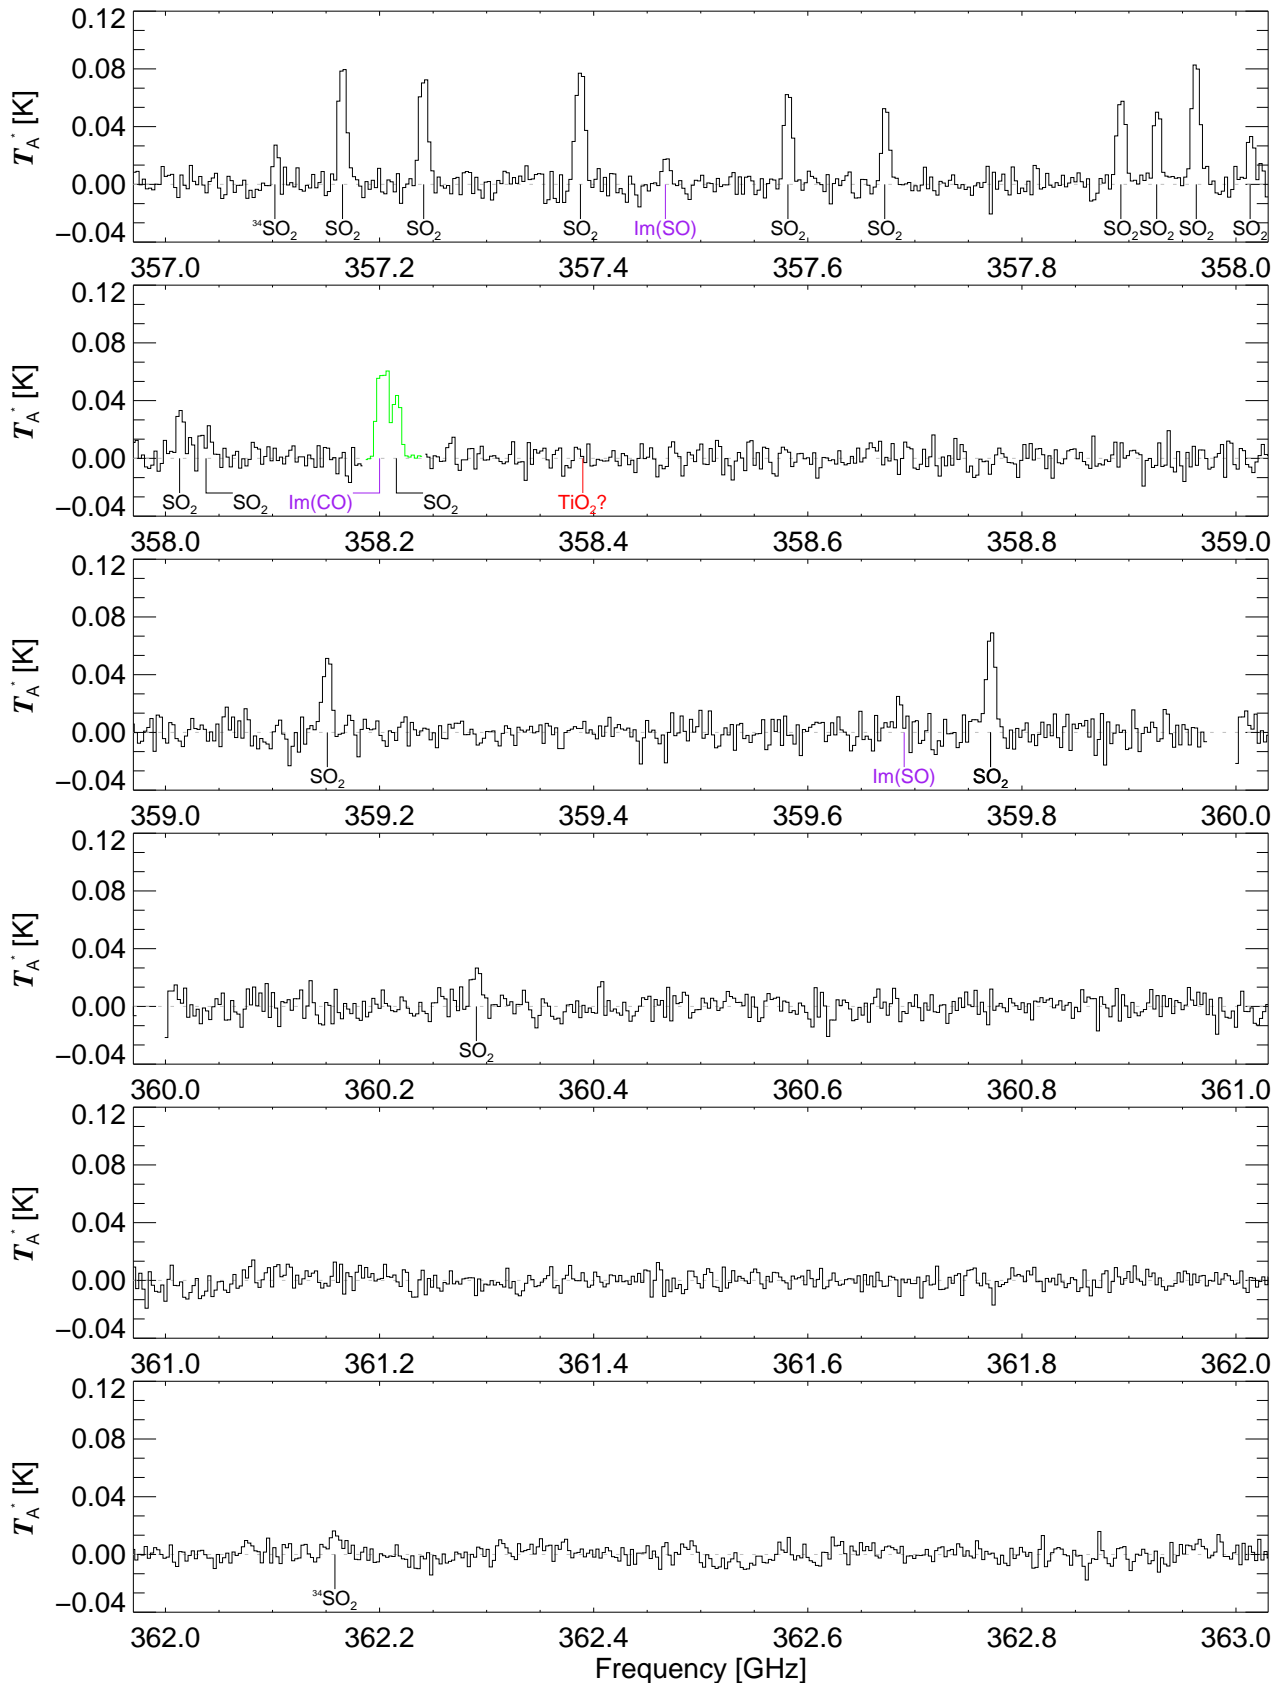 0.12
0.08
0.04
0.00
−0.04
T_A^* [K]
³⁴SO₂ SO₂ SO₂ SO₂ Im(SO) SO₂ SO₂ SO₂ SO₂ SO₂ SO₂
357.0 357.2 357.4 357.6 357.8 358.0
0.12
0.08
0.04
0.00
−0.04
T_A^* [K]
SO₂ SO₂ Im(CO) SO₂ TiO₂?
358.0 358.2 358.4 358.6 358.8 359.0
0.12
0.08
0.04
0.00
−0.04
T_A^* [K]
SO₂ Im(SO) SO₂
359.0 359.2 359.4 359.6 359.8 360.0
0.12
0.08
0.04
0.00
−0.04
T_A^* [K]
SO₂
360.0 360.2 360.4 360.6 360.8 361.0
0.12
0.08
0.04
0.00
−0.04
T_A^* [K]
361.0 361.2 361.4 361.6 361.8 362.0
0.12
0.08
0.04
0.00
−0.04
T_A^* [K]
³⁴SO₂
362.0 362.2 362.4 362.6 362.8 363.0
Frequency [GHz]